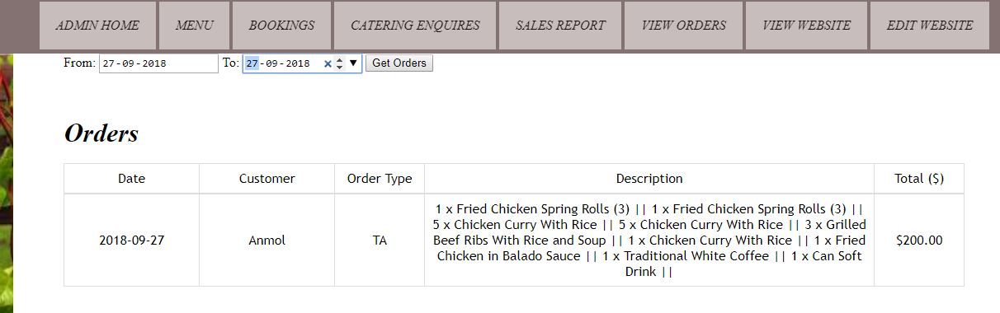 ADMIN HOME MENU BOOKINGS CATERING ENQUIRES SALES REPORT VIEW ORDERS VIEW WEBSITE EDIT WEBSITE
From: 27-09-2018 To: 27-09-2018 Get Orders
Orders
Date Customer Order Type Description Total ($)
1 x Fried Chicken Spring Rolls (3) || 1 x Fried Chicken Spring Rolls (3) ||
5 x Chicken Curry With Rice || 5 x Chicken Curry With Rice || 3 x Grilled
2018-09-27 Anmol TA Beef Ribs With Rice and Soup || 1 x Chicken Curry With Rice || 1 x Fried $200.00
Chicken in Balado Sauce || 1 x Traditional White Coffee || 1 x Can Soft
Drink ||